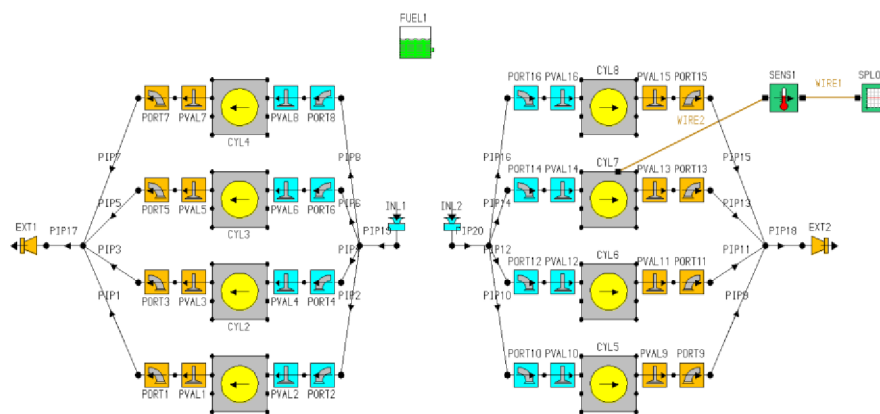 FUEL1
PORT7 PVAL7 CYL4 PVAL8 PORT8
PORT16 PVAL16 CYL8 PVAL15 PORT15
SENS1 WIRE1 SPLO
WIRE2
PIP7 PIP8
PIP16 PIP15
PORT5 PVAL5 CYL3 PVAL6 PORT6
PORT14 PVAL14 CYL7 PVAL13 PORT13
PIP5 PIP6
PIP14 PIP13
INL1 INL2
EXT1 PIP17 PIP19
PIP20 PIP18 EXT2
PIP3 PIP4
PIP12 PIP11
PORT3 PVAL3 CYL2 PVAL4 PORT4
PORT12 PVAL12 CYL6 PVAL11 PORT11
PIP1 PIP2
PIP10 PIP9
PORT1 PVAL1 PVAL2 PORT2
PORT10 PVAL10 CYL5 PVAL9 PORT9